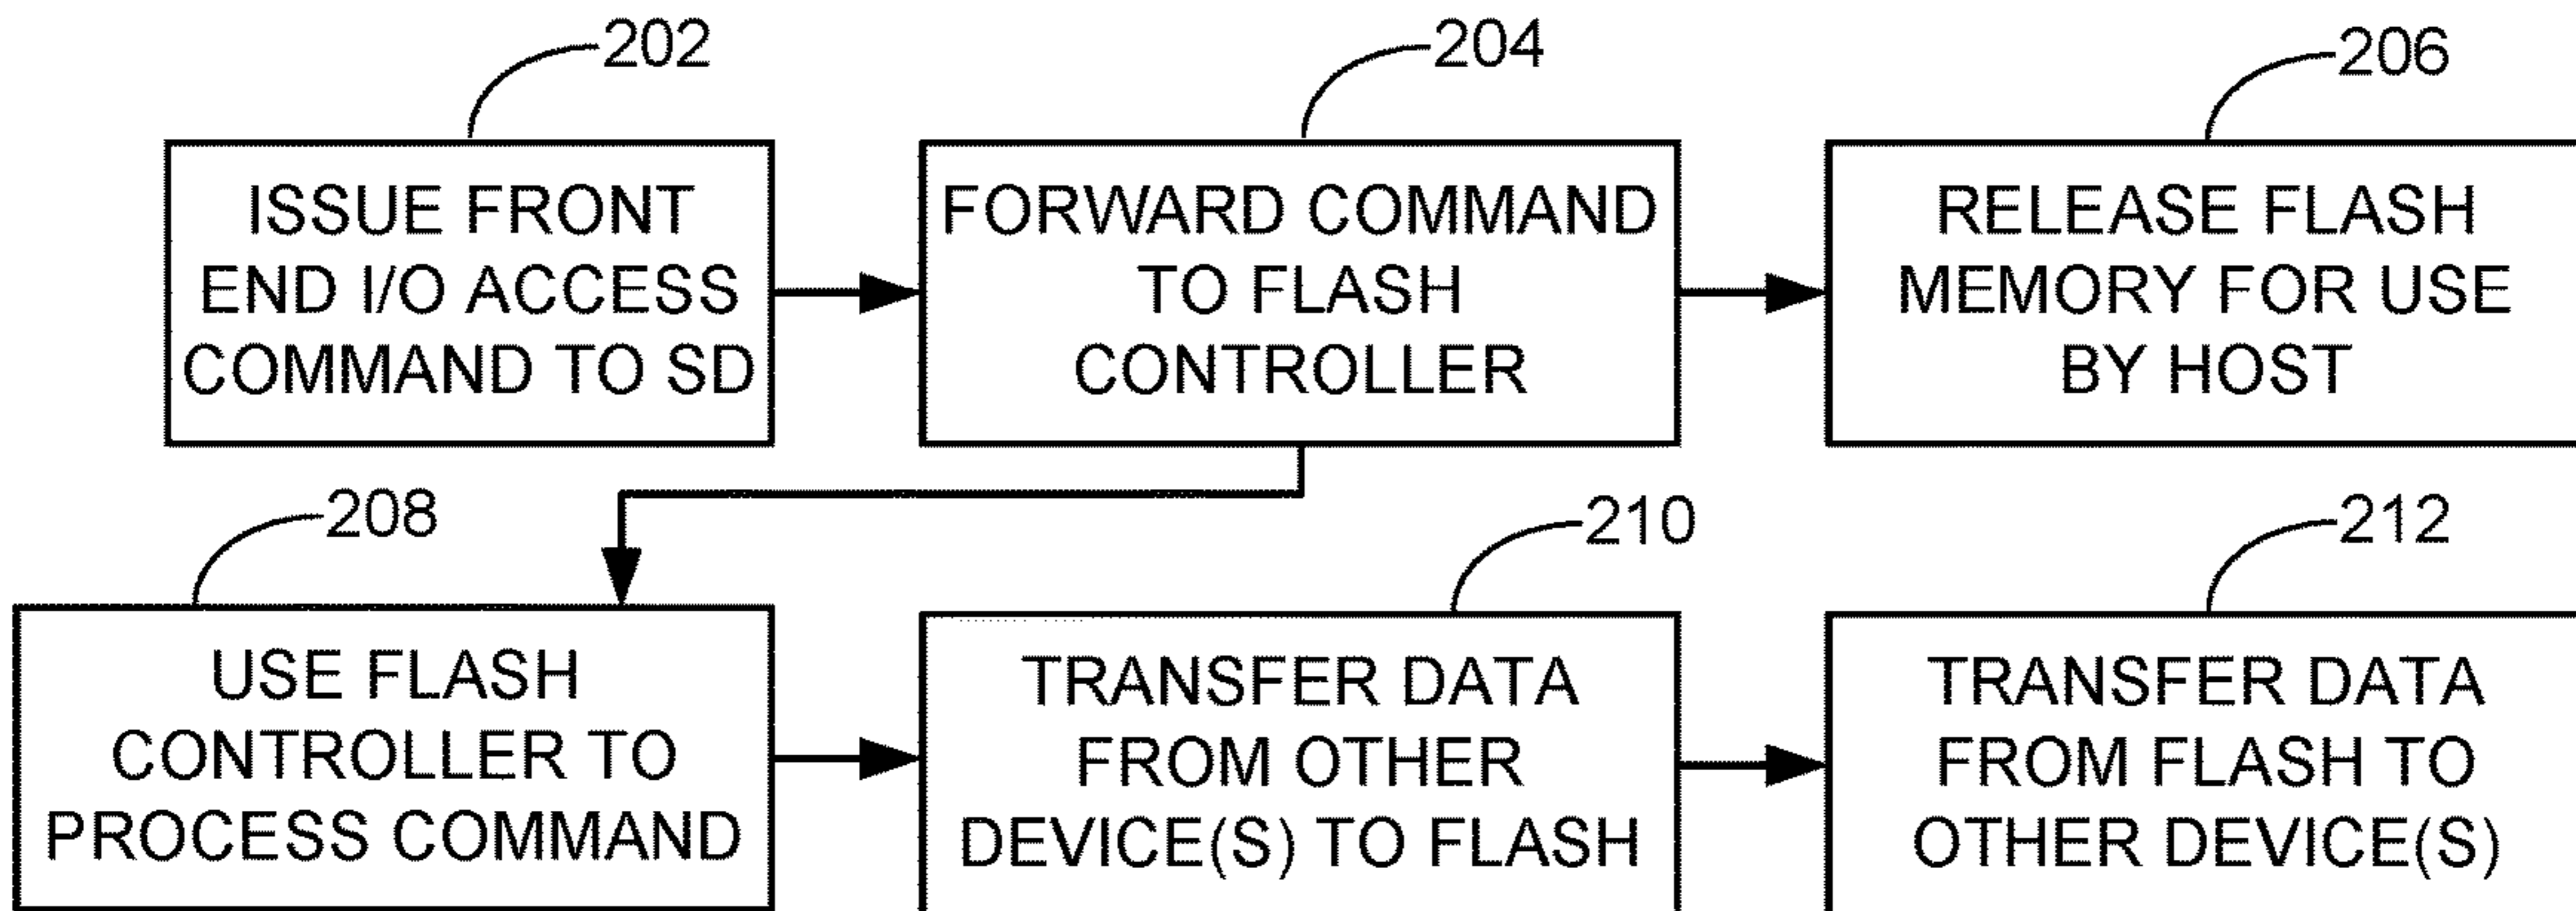 202
204
206
ISSUE FRONT
END I/O ACCESS
COMMAND TO SD
FORWARD COMMAND
TO FLASH
CONTROLLER
RELEASE FLASH
MEMORY FOR USE
BY HOST
208
210
212
USE FLASH
CONTROLLER TO
PROCESS COMMAND
TRANSFER DATA
FROM OTHER
DEVICE(S) TO FLASH
TRANSFER DATA
FROM FLASH TO
OTHER DEVICE(S)